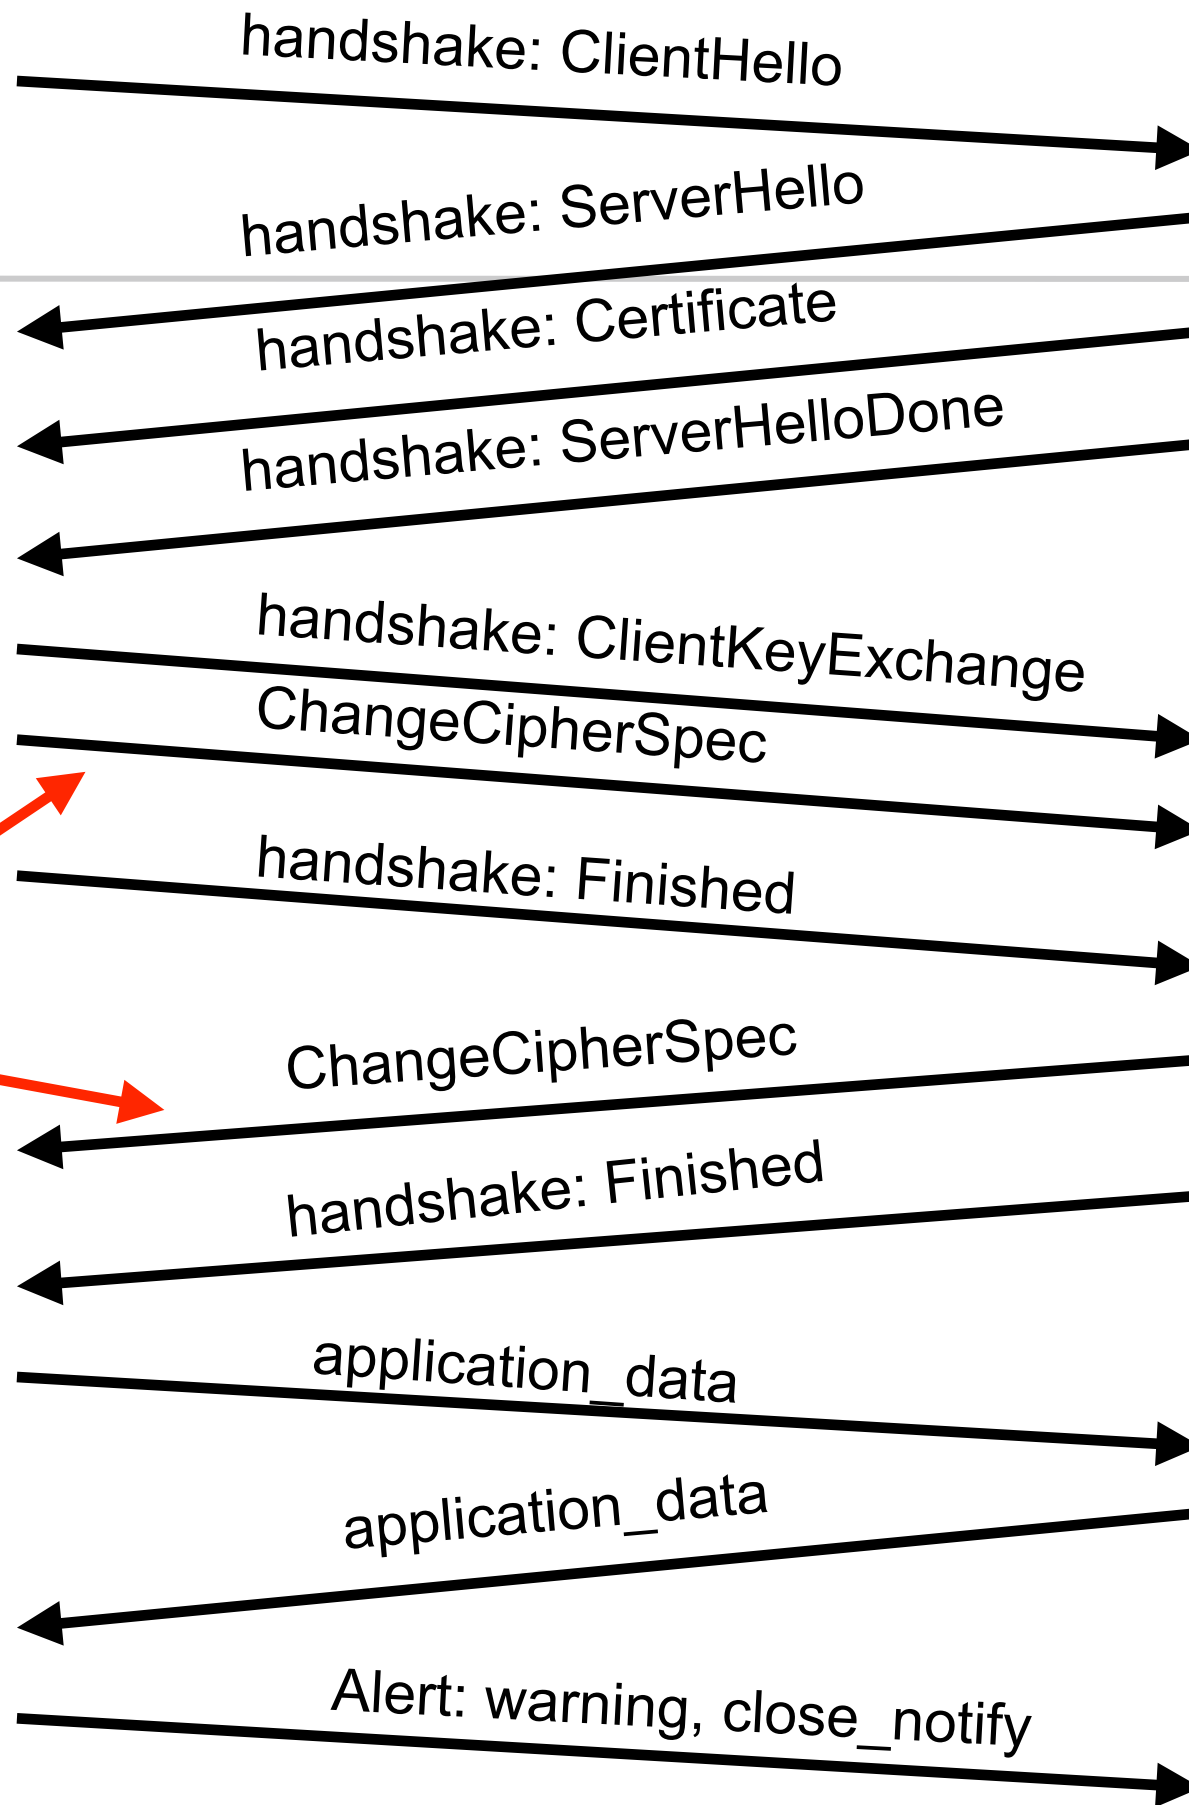 handshake: ClientHello
handshake: ServerHello
handshake: Certificate
handshake: ServerHelloDone
handshake: ClientKeyExchange
ChangeCipherSpec
handshake: Finished
ChangeCipherSpec
handshake: Finished
application_data
application_data
Alert: warning, close_notify